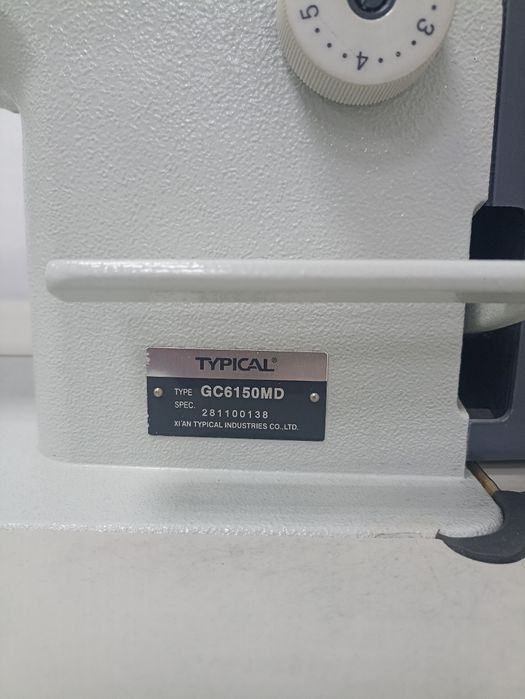 5 4 3
TYPICAL®
TYPE GC6150MD
SPEC. 281100138
XI'AN TYPICAL INDUSTRIES CO.,LTD.